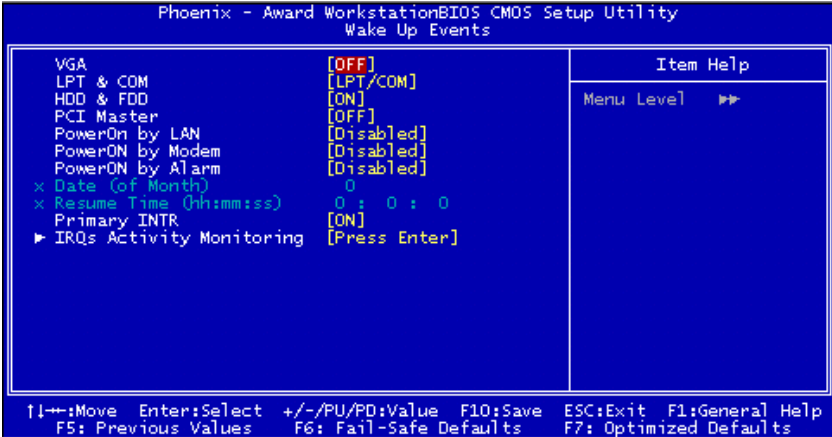 Phoenix - Award WorkstationBIOS CMOS Setup Utility
Wake Up Events
VGA [OFF]
LPT & COM [LPT/COM]
HDD & FDD [ON]
PCI Master [OFF]
PowerOn by LAN [Disabled]
PowerON by Modem [Disabled]
PowerON by Alarm [Disabled]
x Date (of Month) 0
x Resume Time (hh:mm:ss) 0 : 0 : 0
Primary INTR [ON]
► IRQs Activity Monitoring [Press Enter]
Item Help
Menu Level ►►
↑↓→←:Move Enter:Select +/-/PU/PD:Value F10:Save ESC:Exit F1:General Help
F5: Previous Values F6: Fail-Safe Defaults F7: Optimized Defaults